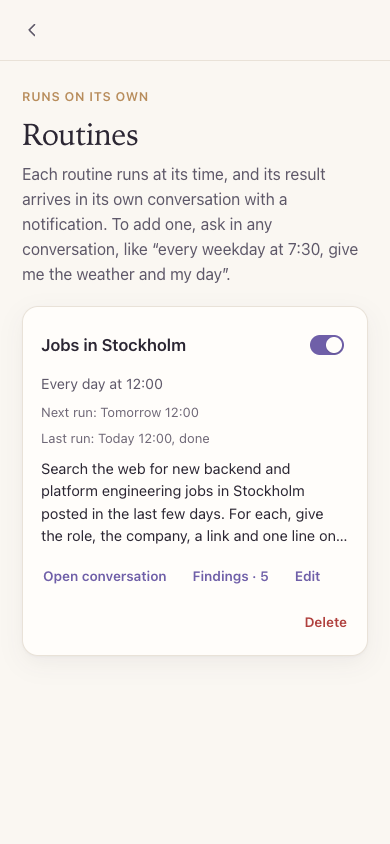 RUNS ON ITS OWN
Routines
Each routine runs at its time, and its result
arrives in its own conversation with a
notification. To add one, ask in any
conversation, like “every weekday at 7:30, give
me the weather and my day”.
Jobs in Stockholm
Every day at 12:00
Next run: Tomorrow 12:00
Last run: Today 12:00, done
Search the web for new backend and
platform engineering jobs in Stockholm
posted in the last few days. For each, give
the role, the company, a link and one line on...
Open conversation Findings · 5 Edit
Delete